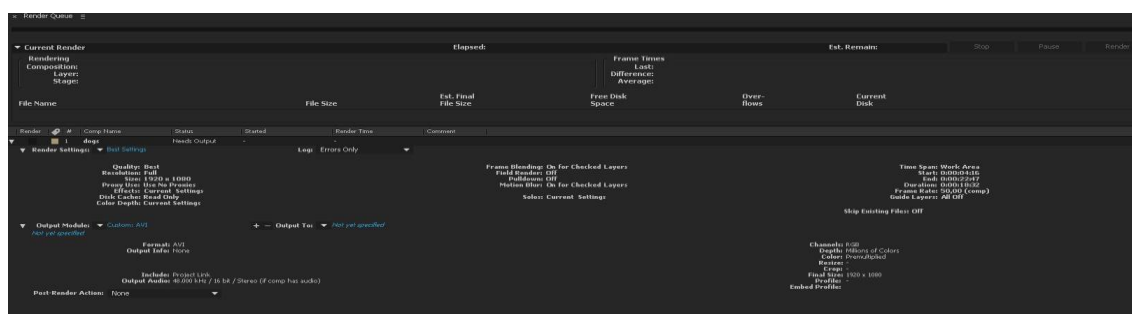 × Render Queue ≡
Current Render Elapsed: Est. Remain: Stop Pause Render
Rendering Frame Times
Composition: Last:
Layer: Difference:
Stage: Average:
File Name File Size Est. Final File Size Free Disk Space Over-flows Current Disk
Render # Comp Name Status Started Render Time Comment
1 dogs Needs Output - -
Render Settings: Best Settings Log: Errors Only
Quality: Best Frame Blending: On for Checked Layers Time Span: Work Area
Resolution: Full Field Render: Off Start: 0:00:04:16
Size: 1920 x 1080 Pulldown: Off End: 0:00:22:47
Proxy Use: Use No Proxies Motion Blur: On for Checked Layers Duration: 0:00:18:32
Effects: Current Settings Frame Rate: 50,00 (comp)
Disk Cache: Read Only Solos: Current Settings Guide Layers: All Off
Color Depth: Current Settings
Skip Existing Files: Off
Output Module: Custom: AVI + - Output To: Not yet specified
Not yet specified
Format: AVI Channels: RGB
Output Info: None Depth: Millions of Colors
Color: Premultiplied
Resize: -
Crop: -
Include: Project Link Final Size: 1920 x 1080
Output Audio: 48.000 kHz / 16 bit / Stereo (if comp has audio) Profile: -
Embed Profile:
Post-Render Action: None